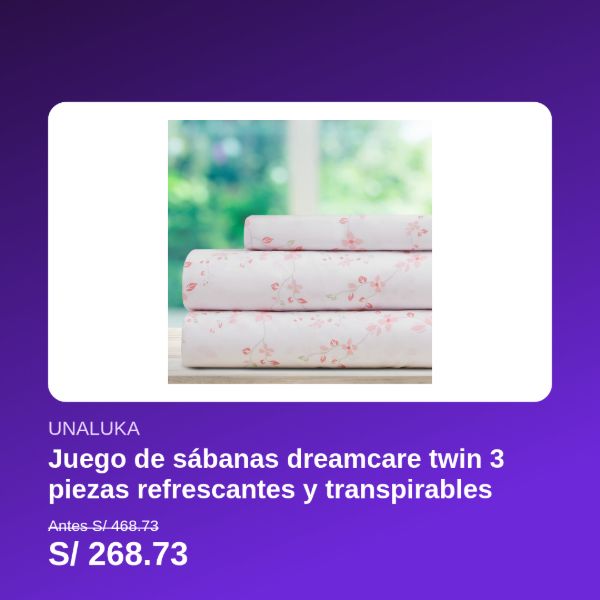 UNALUKA
Juego de sábanas dreamcare twin 3
piezas refrescantes y transpirables
Antes S/ 468.73
S/ 268.73